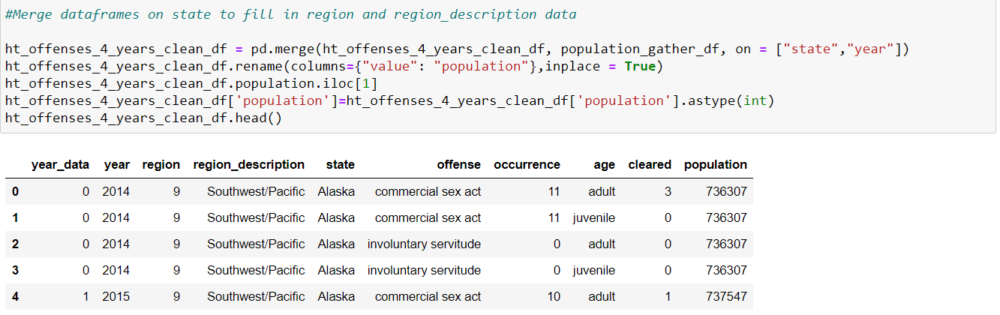 #Merge dataframes on state to fill in region and region_description data
ht_offenses_4_years_clean_df = pd.merge(ht_offenses_4_years_clean_df, population_gather_df, on = ["state","year"])
ht_offenses_4_years_clean_df.rename(columns={"value": "population"},inplace = True)
ht_offenses_4_years_clean_df.population.iloc[1]
ht_offenses_4_years_clean_df['population']=ht_offenses_4_years_clean_df['population'].astype(int)
ht_offenses_4_years_clean_df.head()
year_data year region region_description state offense occurrence age cleared population
0 0 2014 9 Southwest/Pacific Alaska commercial sex act 11 adult 3 736307
1 0 2014 9 Southwest/Pacific Alaska commercial sex act 11 juvenile 0 736307
2 0 2014 9 Southwest/Pacific Alaska involuntary servitude 0 adult 0 736307
3 0 2014 9 Southwest/Pacific Alaska involuntary servitude 0 juvenile 0 736307
4 1 2015 9 Southwest/Pacific Alaska commercial sex act 10 adult 1 737547